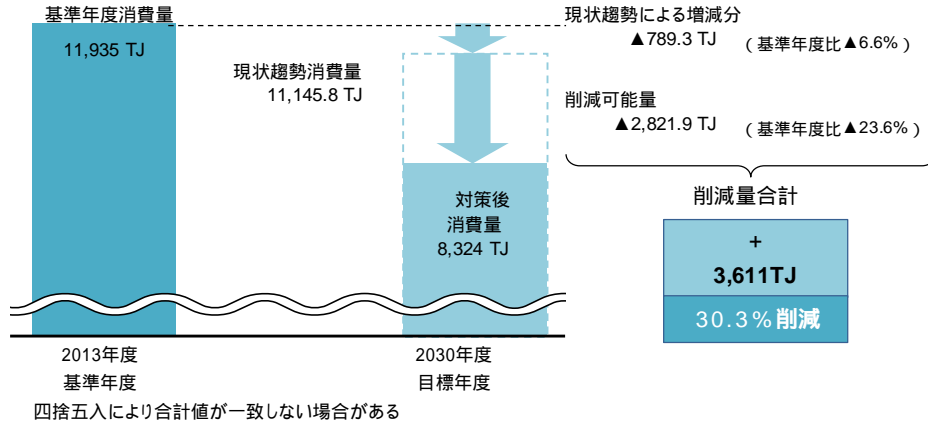 基準年度消費量
11,935 TJ
現状趨勢消費量
11,145.8 TJ
現状趨勢による増減分
▲789.3 TJ (基準年度比▲6.6%)
削減可能量
▲2,821.9 TJ (基準年度比▲23.6%)
対策後
消費量
8,324 TJ
削減量合計
+
3,611TJ
30.3%削減
2013年度
基準年度
2030年度
目標年度
四捨五入により合計値が一致しない場合がある